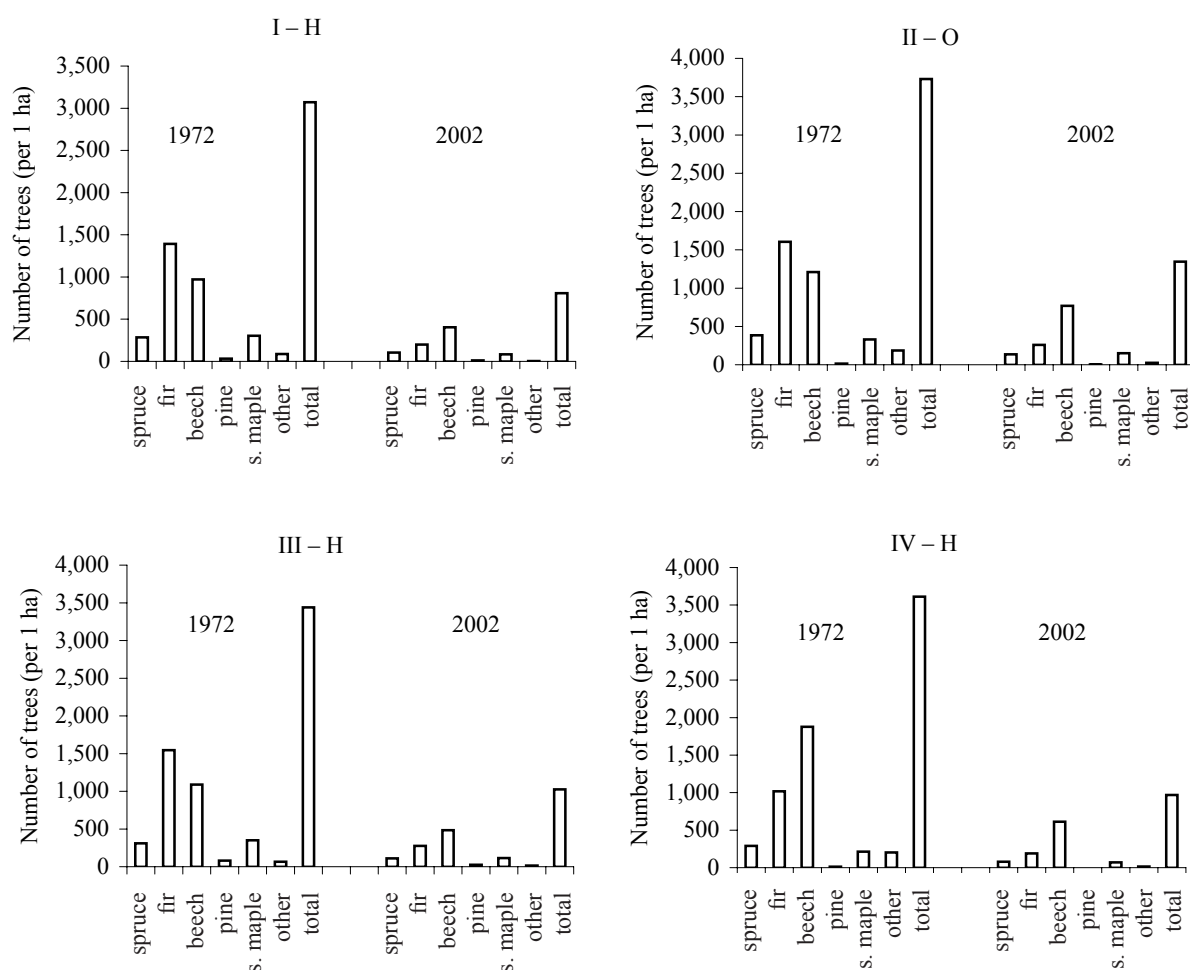 I – H
Number of trees (per 1 ha)
3,500
3,000
2,500
2,000
1,500
1,000
500
0
1972
2002
spruce
fir
beech
pine
s. maple
other
total
spruce
fir
beech
pine
s. maple
other
total
II – O
Number of trees (per 1 ha)
4,000
3,500
3,000
2,500
2,000
1,500
1,000
500
0
1972
2002
spruce
fir
beech
pine
s. maple
other
total
spruce
fir
beech
pine
s. maple
other
total
III – H
Number of trees (per 1 ha)
4,000
3,500
3,000
2,500
2,000
1,500
1,000
500
0
1972
2002
spruce
fir
beech
pine
s. maple
other
total
spruce
fir
beech
pine
s. maple
other
total
IV – H
Number of trees (per 1 ha)
4,000
3,500
3,000
2,500
2,000
1,500
1,000
500
0
1972
2002
spruce
fir
beech
pine
s. maple
other
total
spruce
fir
beech
pine
s. maple
other
total